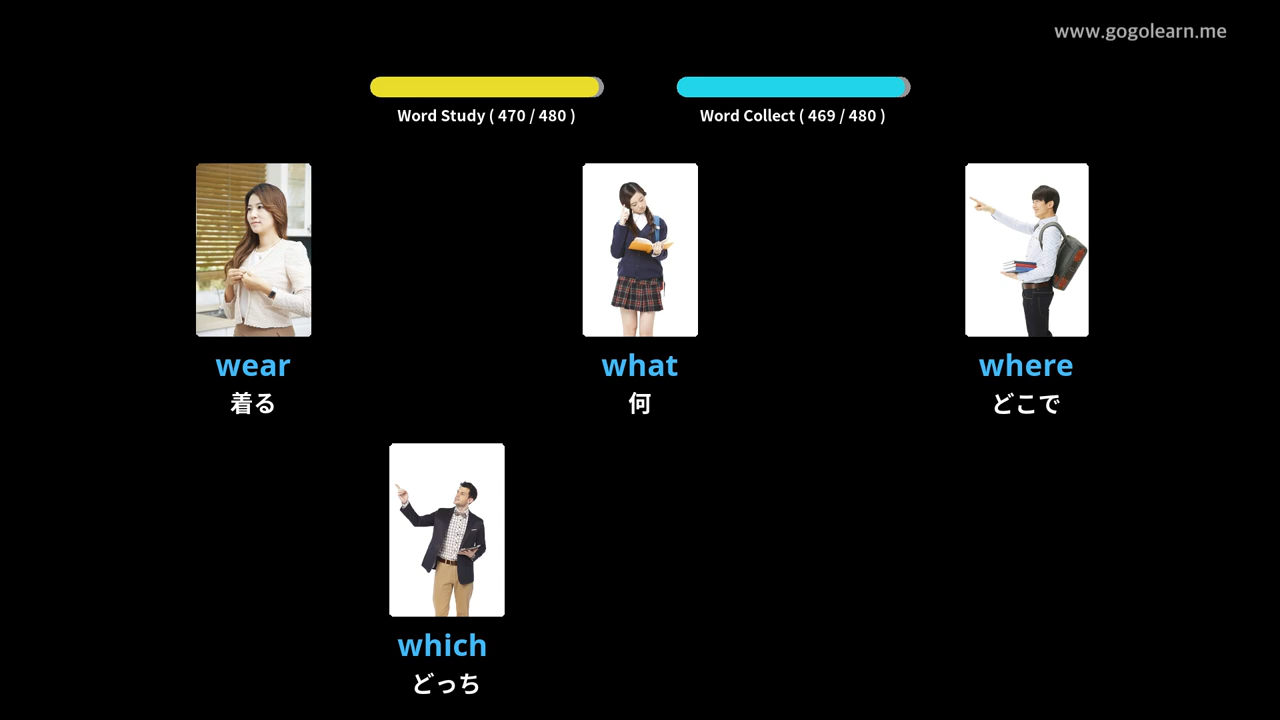 www.gogolearn.me
Word Study ( 470 / 480 )
Word Collect ( 469 / 480 )
wear
着る
what
何
where
どこで
which
どっち